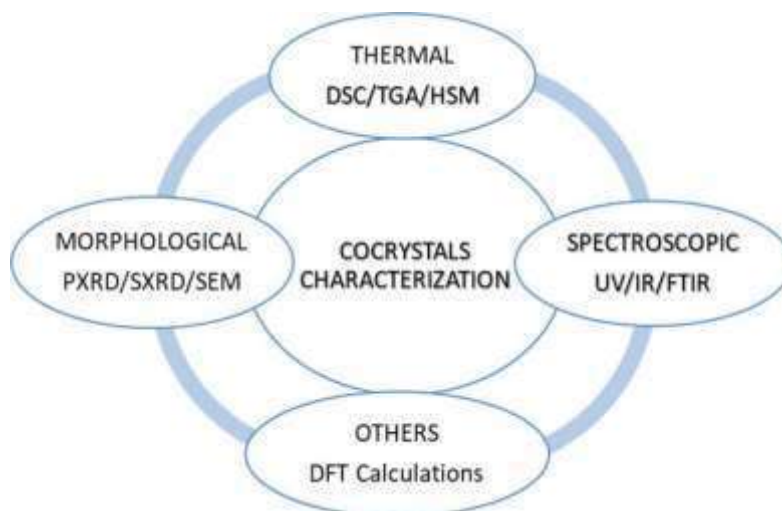 THERMAL
DSC/TGA/HSM
MORPHOLOGICAL
PXRD/SXRD/SEM
COCRYSTALS
CHARACTERIZATION
SPECTROSCOPIC
UV/IR/FTIR
OTHERS
DFT Calculations